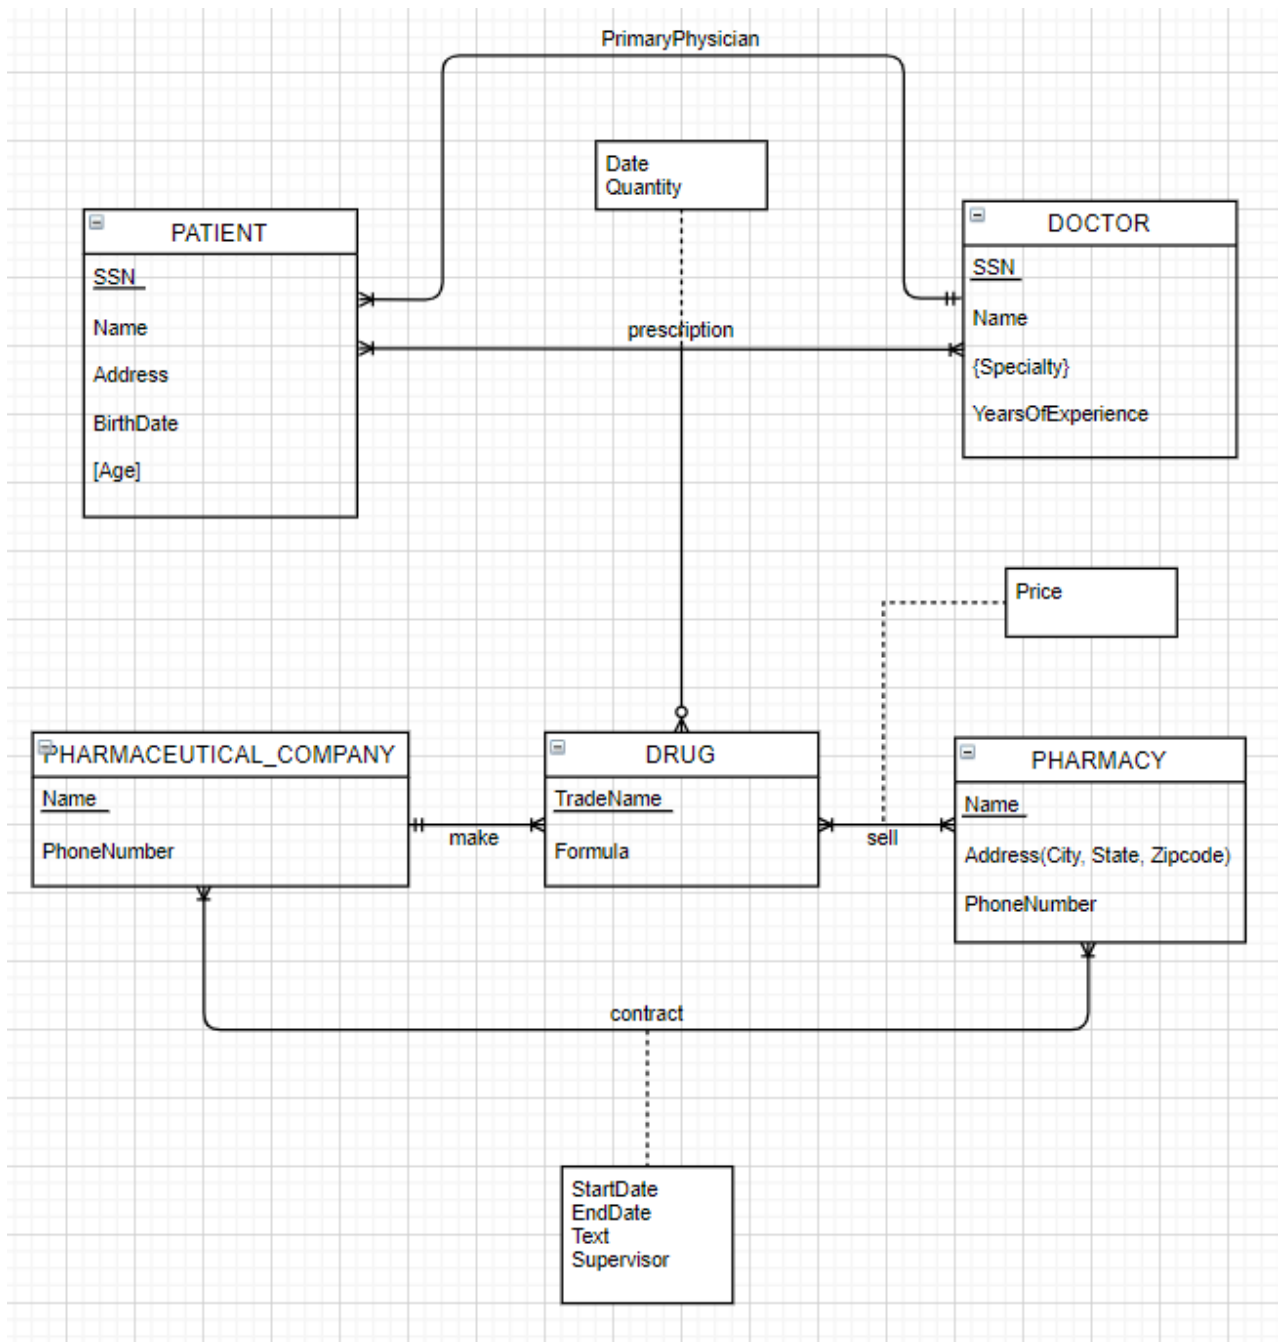 PrimaryPhysician
Date
Quantity
PATIENT
SSN
Name
Address
BirthDate
[Age]
DOCTOR
SSN
Name
{Specialty}
YearsOfExperience
prescription
Price
PHARMACEUTICAL_COMPANY
Name
PhoneNumber
make
DRUG
TradeName
Formula
sell
PHARMACY
Name
Address(City, State, Zipcode)
PhoneNumber
contract
StartDate
EndDate
Text
Supervisor